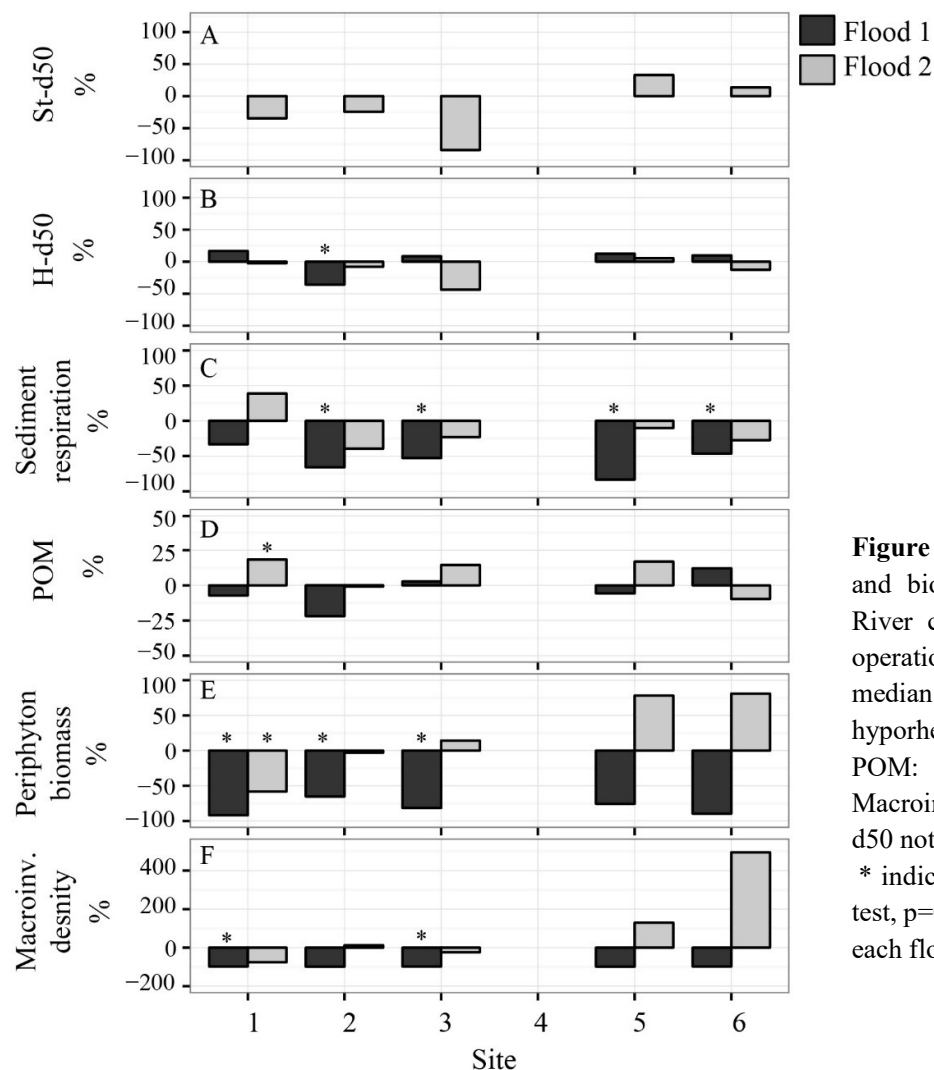 Flood 1
Flood 2
A
St-d50
%
100
50
0
−50
−100
B
H-d50
%
100
50
0
−50
−100
*
C
Sediment
respiration
%
100
50
0
−50
−100
* * * *
D
POM
%
50
25
0
−25
−50
*
E
Periphyton
biomass
%
100
50
0
−50
−100
* * * *
F
Macroinv.
desnity
%
400
200
0
−200
* *
1 2 3 4 5 6
Site
Figure
and bio
River c
operatio
median
hyporhe
POM:
Macroin
d50 not
* indic
test, p=
each flo